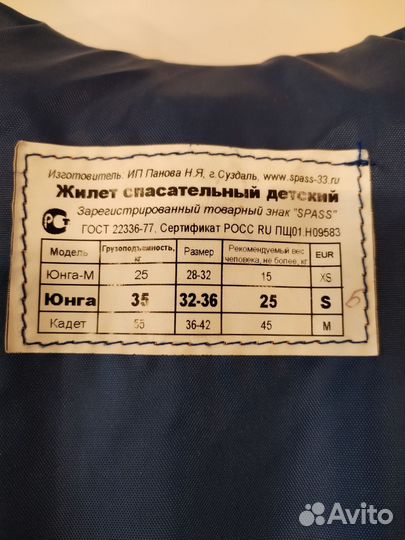 Изготовитель. ИП Панова Н.Я, г.Суздаль, www.spass-33.ru
Жилет спасательный детский
Зарегистрированный товарный знак "SPASS"
ГОСТ 22336-77, Сертификат РОСС RU ПЩ01.Н09583
Модель Грузоподъемность, кг Размер Рекомендуемый вес человека, не более, кг EUR
Юнга-М 25 28-32 15 XS
Юнга 35 32-36 25 S
Кадет 55 36-42 45 M
Avito